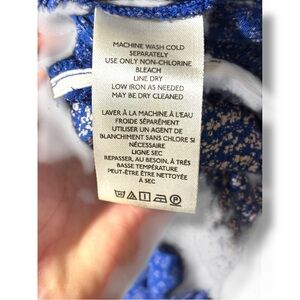 MACHINE WASH COLD
SEPARATELY
USE ONLY NON-CHLORINE
BLEACH
LINE DRY
LOW IRON AS NEEDED
MAY BE DRY CLEANED
LAVER À LA MACHINE À L'EAU
FROIDE SÉPARÉMENT
UTILISER UN AGENT DE
BLANCHIMENT SANS CHLORE SI
NÉCESSAIRE
LIGNE SEC
REPASSER, AU BESOIN, À TRÈS
BASSE TEMPÉRATURE
PEUT-ÊTRE ÊTRE NETTOYÉE
À SEC